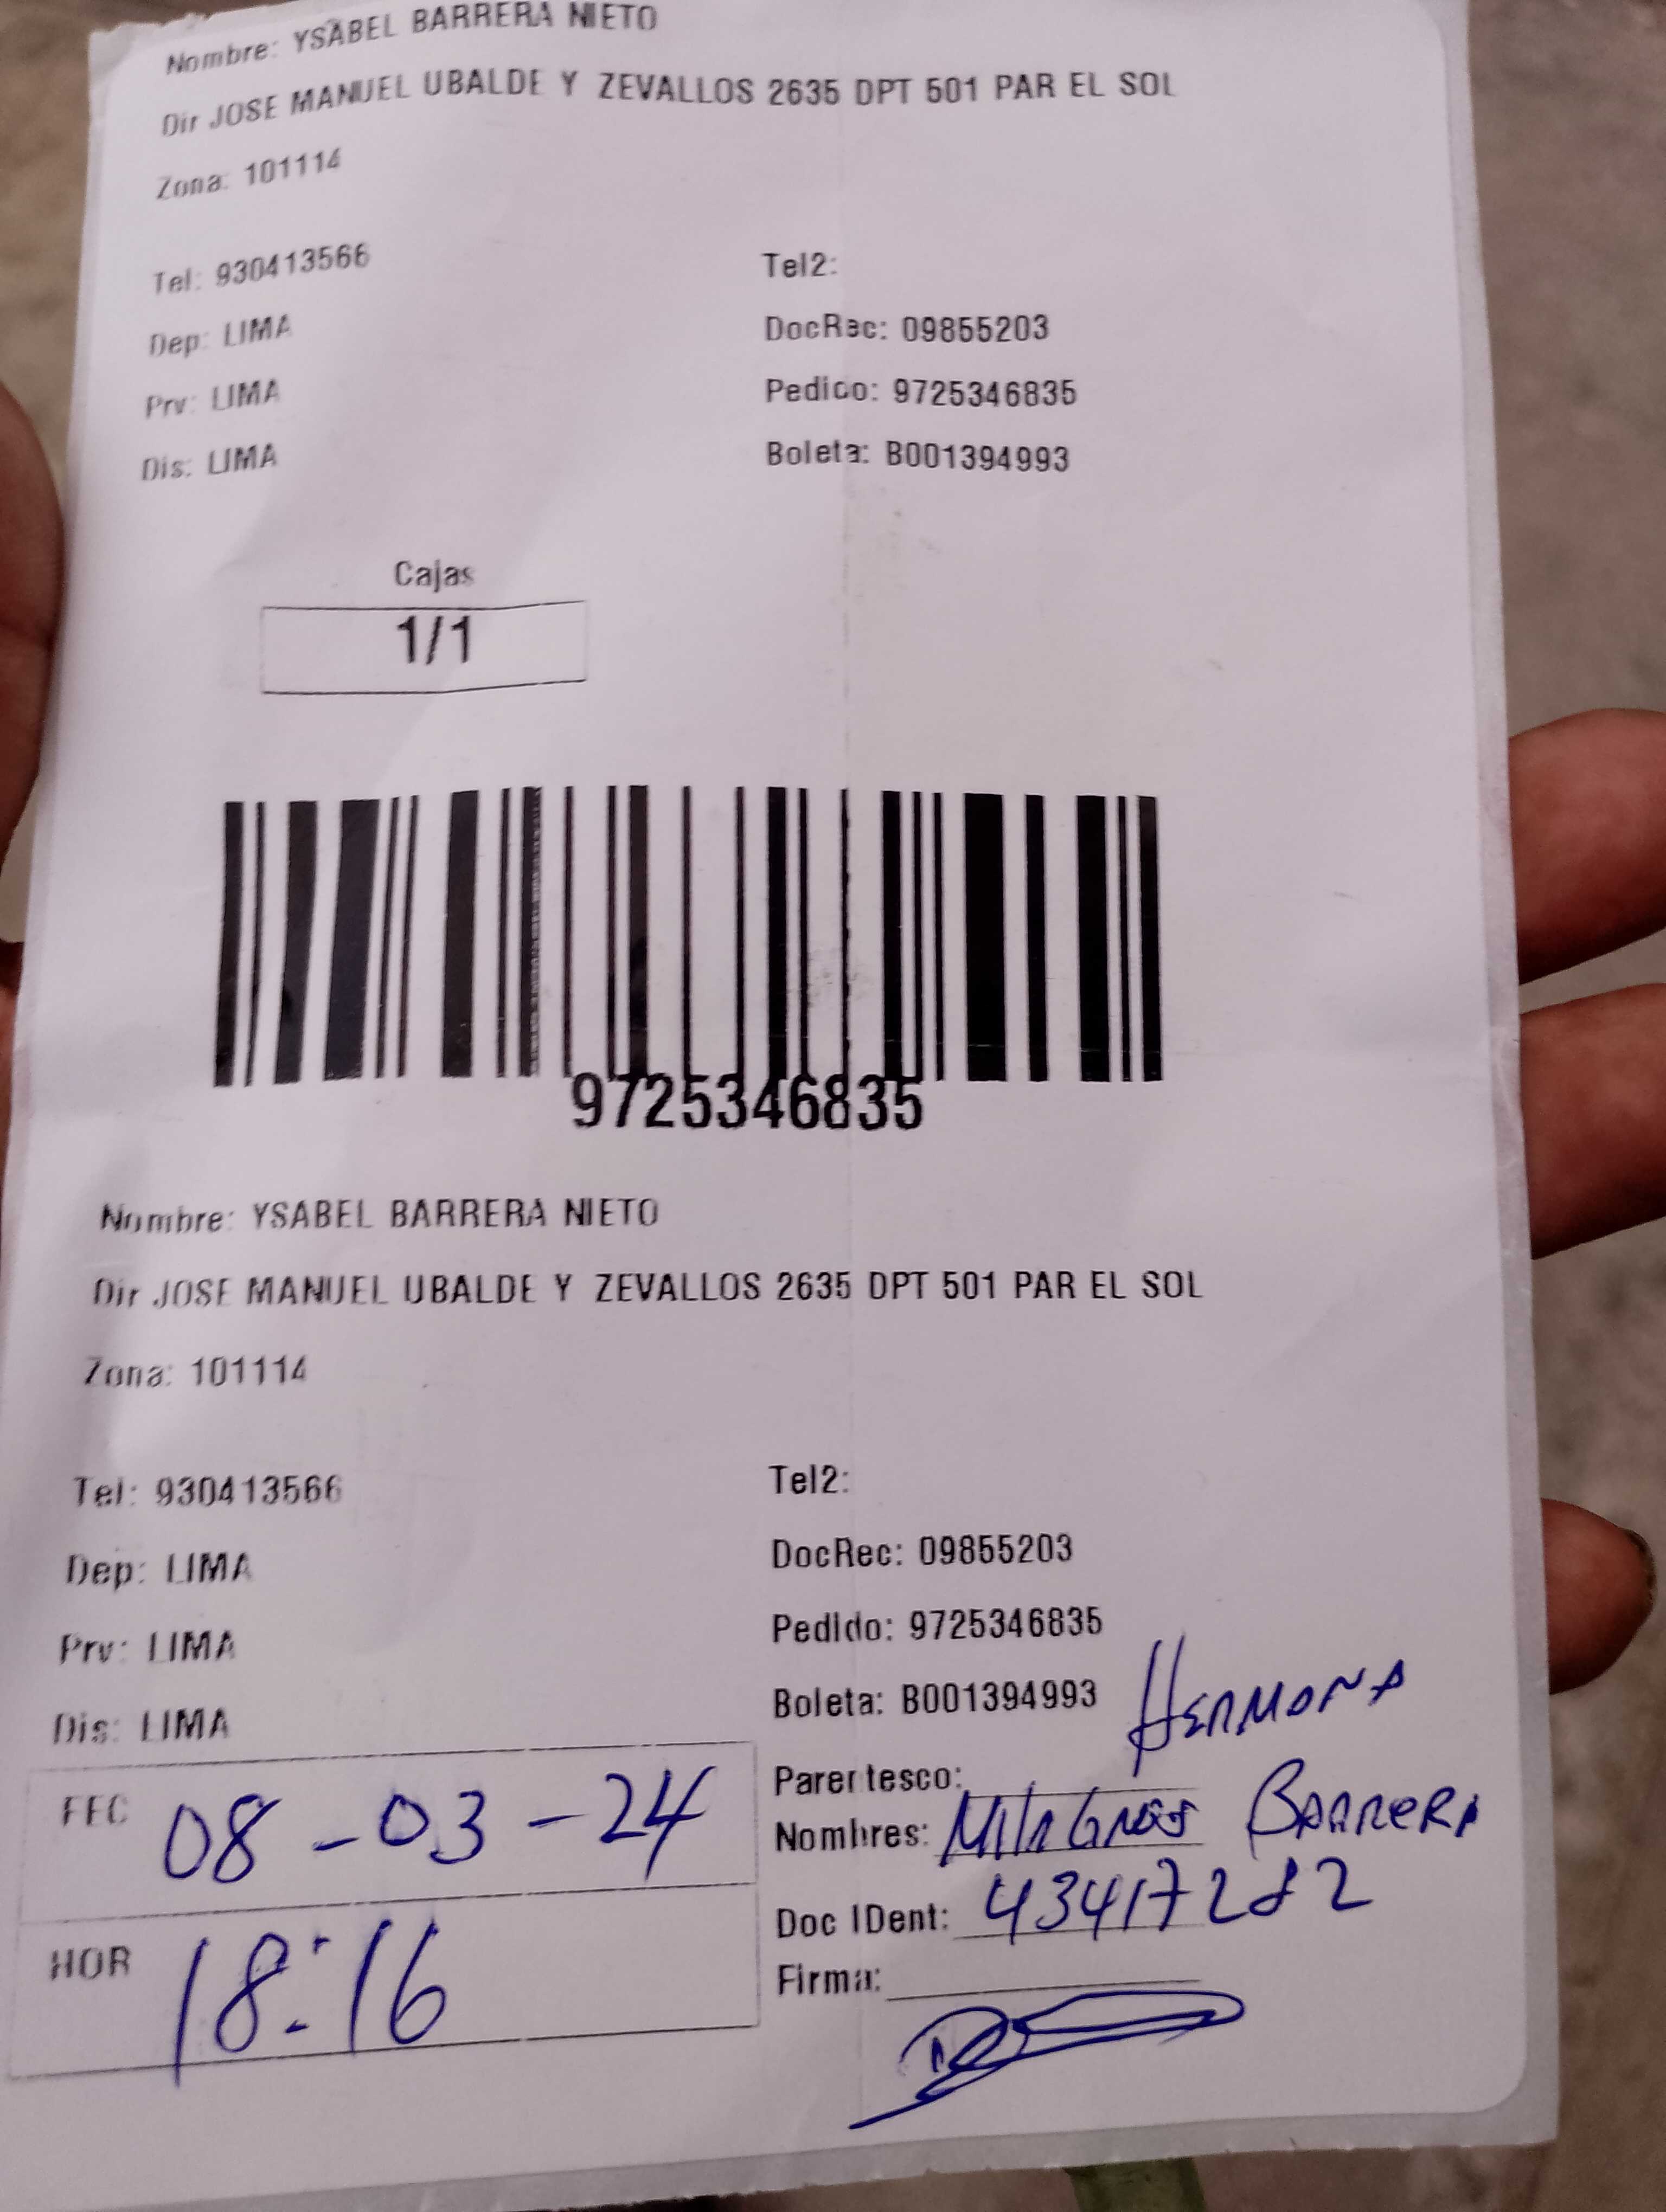 Nombre: YSABEL BARRERA NIETO
Dir JOSE MANUEL UBALDE Y ZEVALLOS 2635 DPT 501 PAR EL SOL
Zona: 101114
Tel: 930413566 Tel2:
Dep: LIMA DocRec: 09855203
Prv: LIMA Pedido: 9725346835
Dis: LIMA Boleta: B001394993
Cajas
1/1
9725346835
Nombre: YSABEL BARRERA NIETO
Dir JOSE MANUEL UBALDE Y ZEVALLOS 2635 DPT 501 PAR EL SOL
Zona: 101114
Tel: 930413566 Tel2:
Dep: LIMA DocRec: 09855203
Prv: LIMA Pedido: 9725346835
Dis: LIMA Boleta: B001394993
FEC 08-03-24
HOR 18:16
Parentesco: HERMANA
Nombres: MILAGROS BARRERA
Doc IDent: 43417282
Firma: